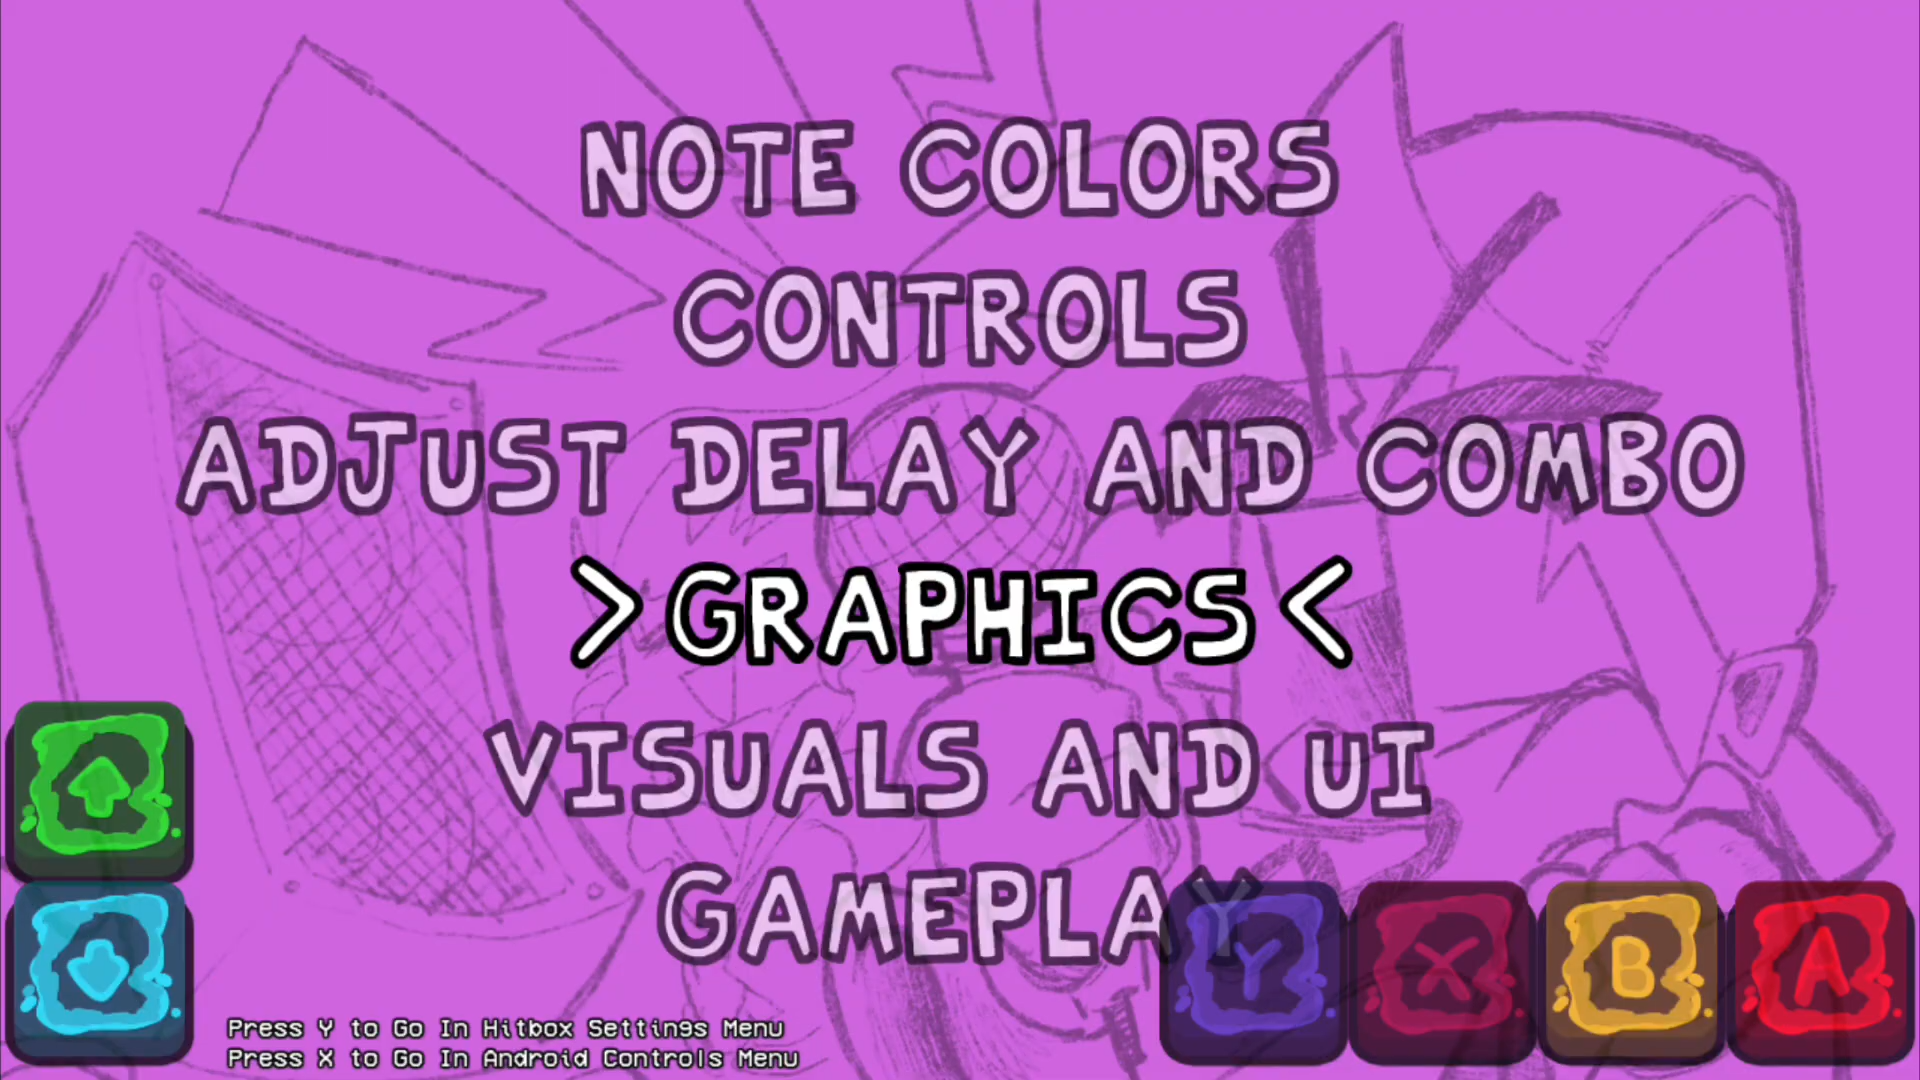 NOTE COLORS
CONTROLS
ADJUST DELAY AND COMBO
>GRAPHICS<
VISUALS AND UI
GAMEPLAY
Y X B A
Press Y to Go In Hitbox Settings Menu
Press X to Go In Android Controls Menu